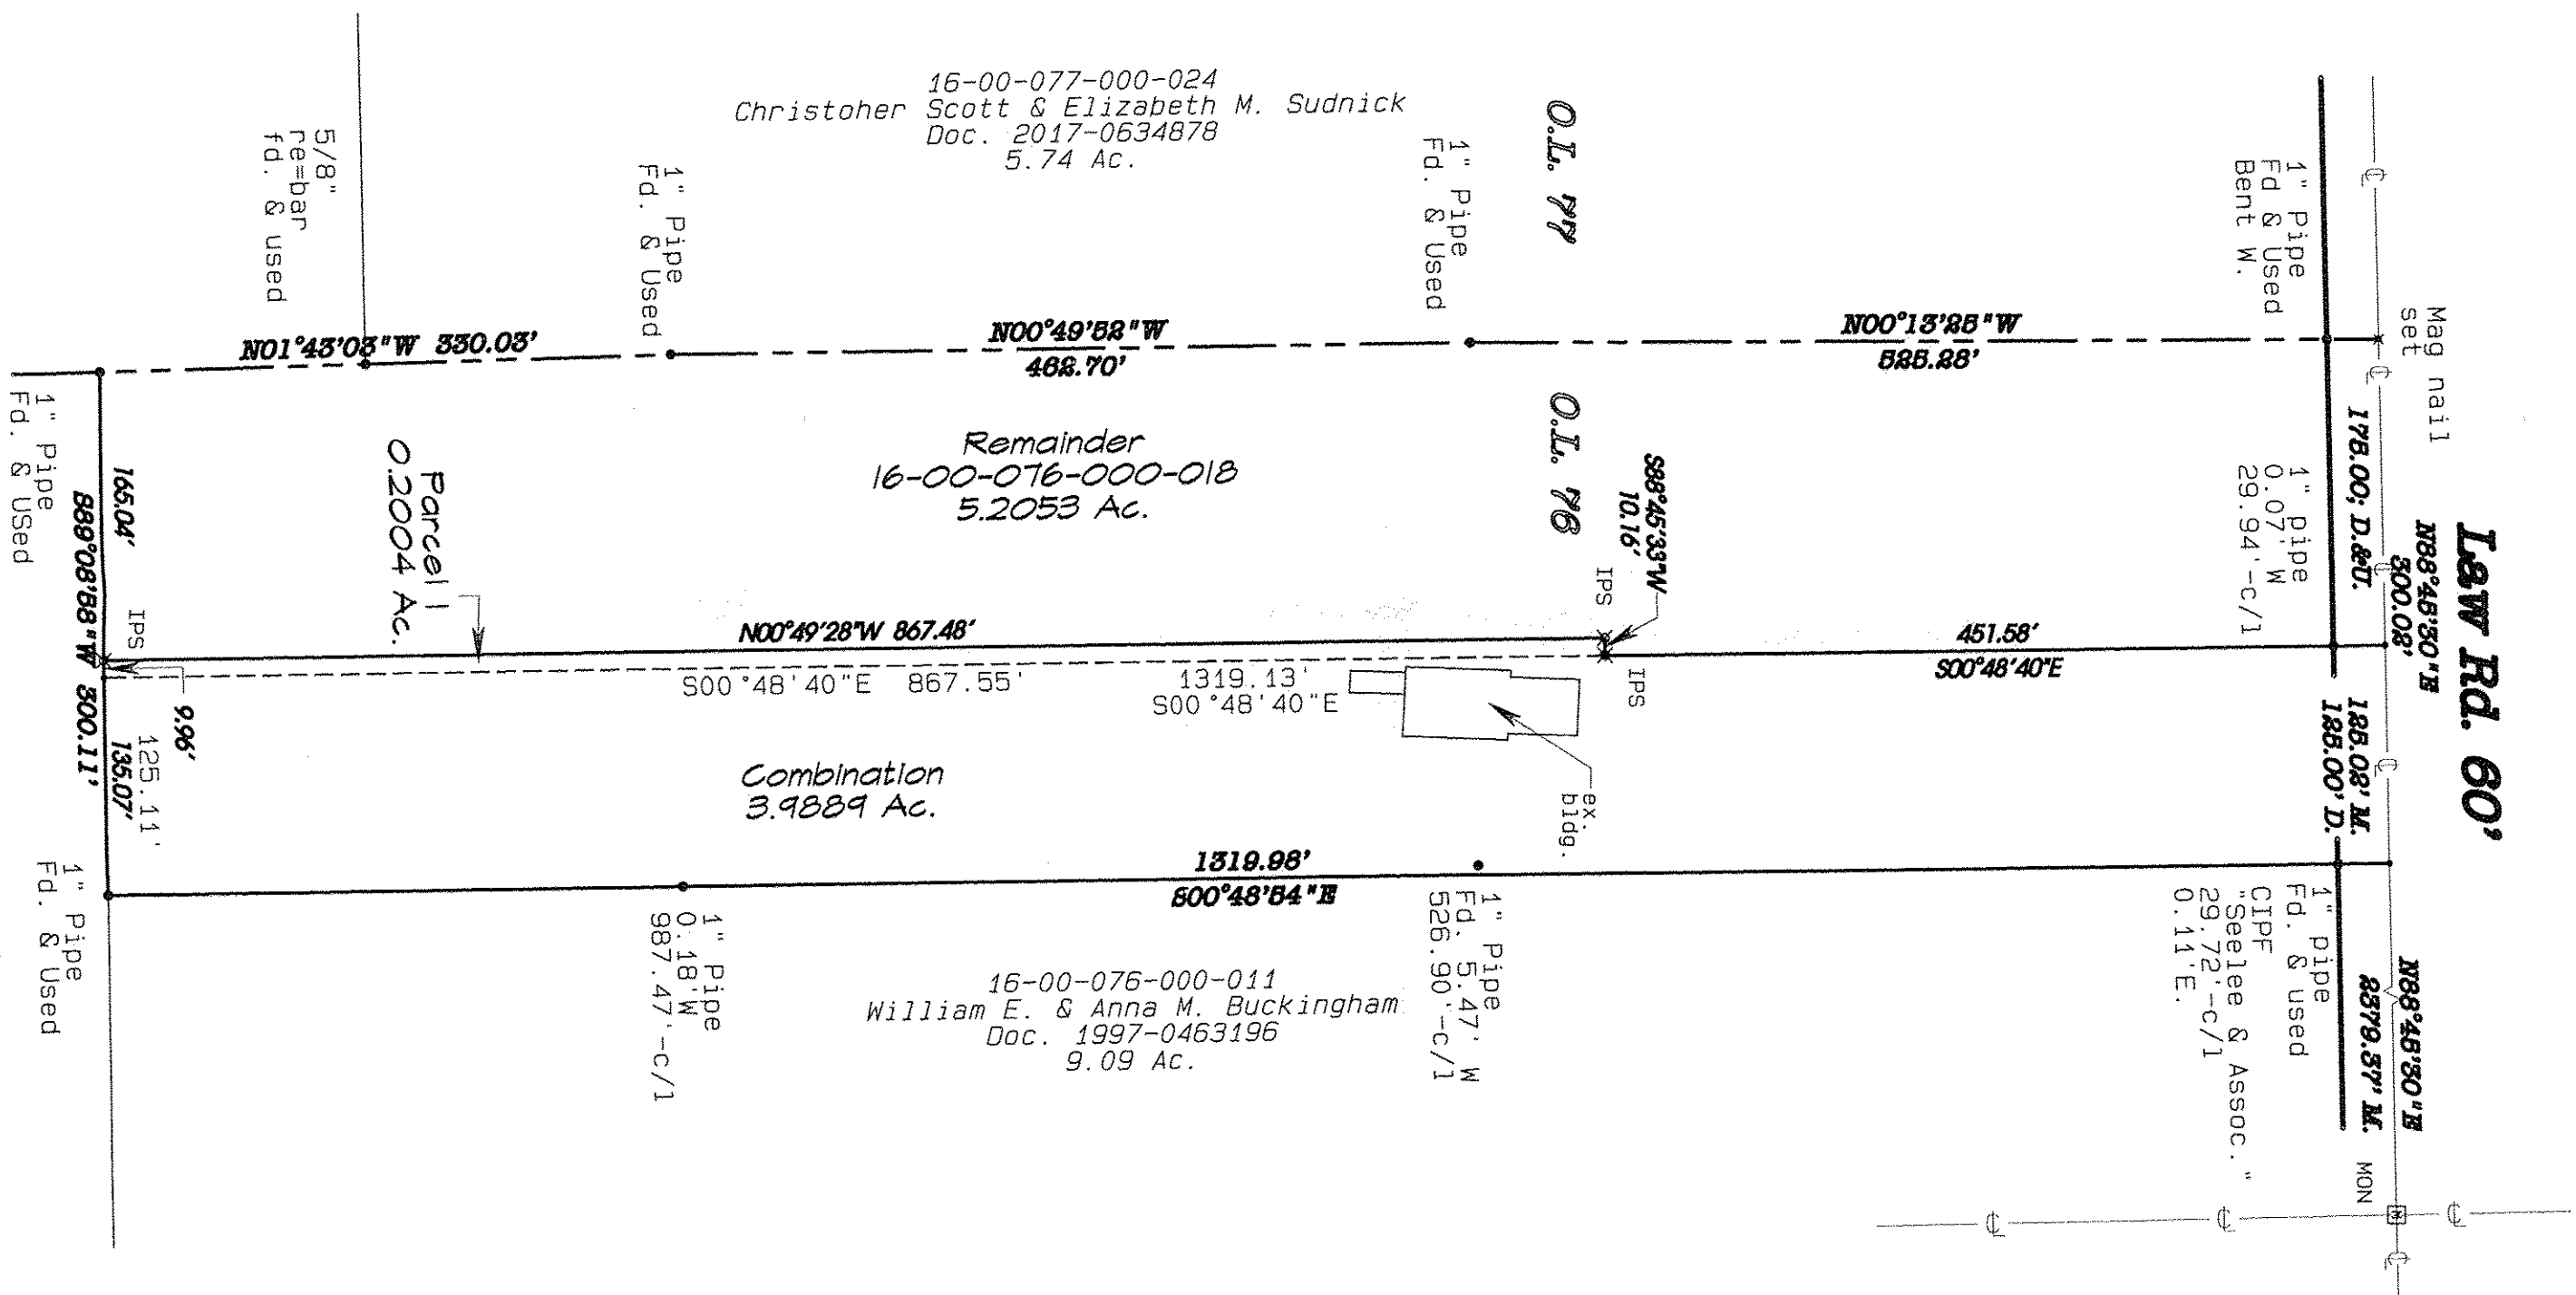 16-00-077-000-024
Christoher Scott & Elizabeth M. Sudnick
Doc. 2017-0634878
5.74 Ac.
5/8"
re=bar
fd. & used
1" Pipe
Fd. & Used
1" Pipe
Fd. & Used
O.L. 77
1" Pipe
Fd & Used
Bent W.
Mag nail
set
N01°43'03"W 330.03'
N00°49'52"W
462.70'
N00°13'25"W
525.28'
Law Rd. 60'
N88°45'30"E
300.02'
178.00; D.&U.
125.02' M.
125.00' D.
N88°45'30"E
2379.37' M.
MON
1" Pipe
Fd. & USed
165.04'
S89°08'58"W 300.11'
IPS
9.96'
125.11'
135.07'
1" Pipe
Fd. & Used
Parcel 1
0.2004 Ac.
Remainder
16-00-076-000-018
5.2053 Ac.
O.L. 76
S88°45'33"W
10.16'
IPS
IPS
1" pipe
0.07' W
29.94'-c/l
N00°49'28"W 867.48'
S00°48'40"E 867.55'
1319.13'
S00°48'40"E
451.58'
S00°48'40"E
ex.
bldg.
Combination
3.9889 Ac.
1319.98'
S00°48'54"E
1" Pipe
0.18'W
987.47'-c/l
1" Pipe
Fd. 5.47' W
526.90'-c/l
1" pipe
Fd. & used
CIPF
"Seelee & Assoc."
29.72'-c/l
0.11'E.
16-00-076-000-011
William E. & Anna M. Buckingham
Doc. 1997-0463196
9.09 Ac.